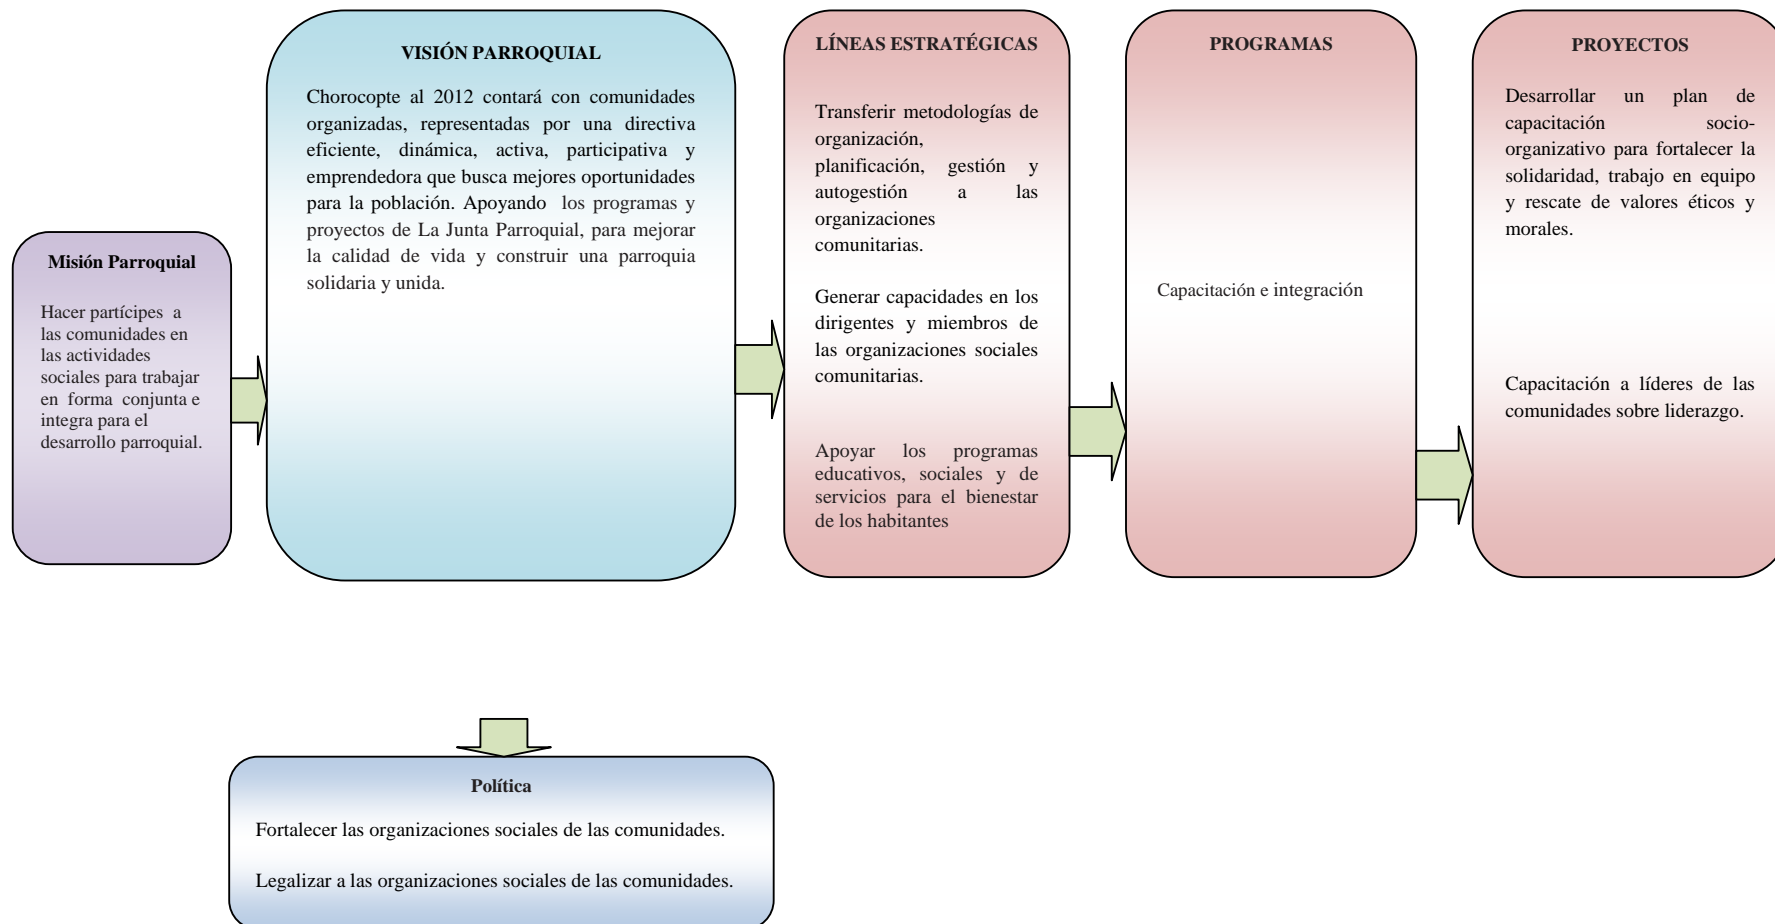 Misión Parroquial
Hacer partícipes a
las comunidades en
las actividades
sociales para trabajar
en forma conjunta e
integra para el
desarrollo parroquial.
VISIÓN PARROQUIAL
Chorocopte al 2012 contará con comunidades
organizadas, representadas por una directiva
eficiente, dinámica, activa, participativa y
emprendedora que busca mejores oportunidades
para la población. Apoyando los programas y
proyectos de La Junta Parroquial, para mejorar
la calidad de vida y construir una parroquia
solidaria y unida.
LÍNEAS ESTRATÉGICAS
Transferir metodologías de
organización,
planificación, gestión y
autogestión a las
organizaciones
comunitarias.
Generar capacidades en los
dirigentes y miembros de
las organizaciones sociales
comunitarias.
Apoyar los programas
educativos, sociales y de
servicios para el bienestar
de los habitantes
PROGRAMAS
Capacitación e integración
PROYECTOS
Desarrollar un plan de
capacitación socio-
organizativo para fortalecer la
solidaridad, trabajo en equipo
y rescate de valores éticos y
morales.
Capacitación a líderes de las
comunidades sobre liderazgo.
Política
Fortalecer las organizaciones sociales de las comunidades.
Legalizar a las organizaciones sociales de las comunidades.